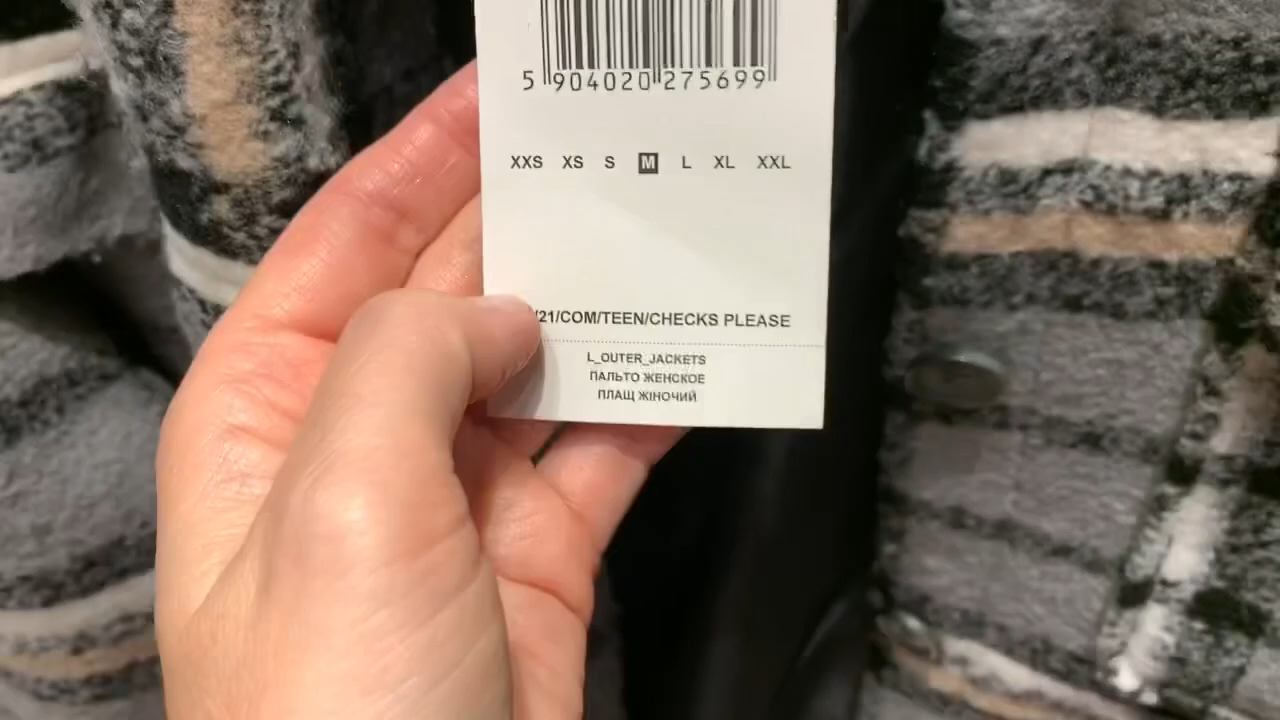 5 904020 275699
XXS XS S M L XL XXL
/21/COM/TEEN/CHECKS PLEASE
L_OUTER_JACKETS
ПАЛЬТО ЖЕНСКОЕ
ПЛАЩ ЖІНОЧИЙ